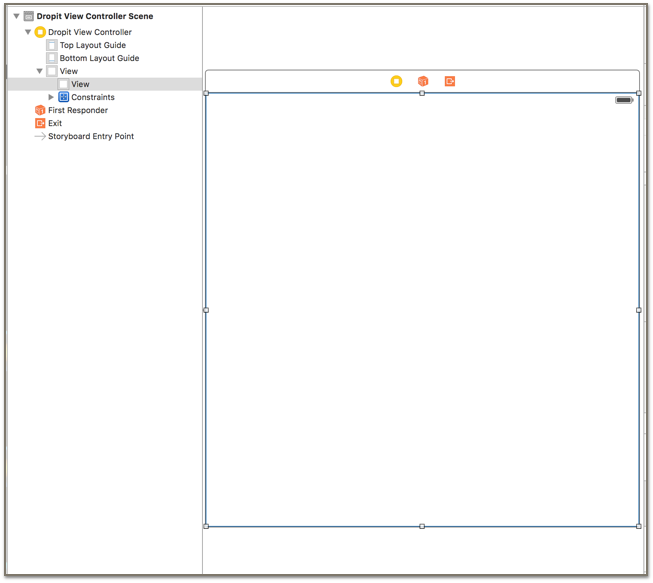 Dropit View Controller Scene
Dropit View Controller
Top Layout Guide
Bottom Layout Guide
View
View
Constraints
First Responder
Exit
Storyboard Entry Point